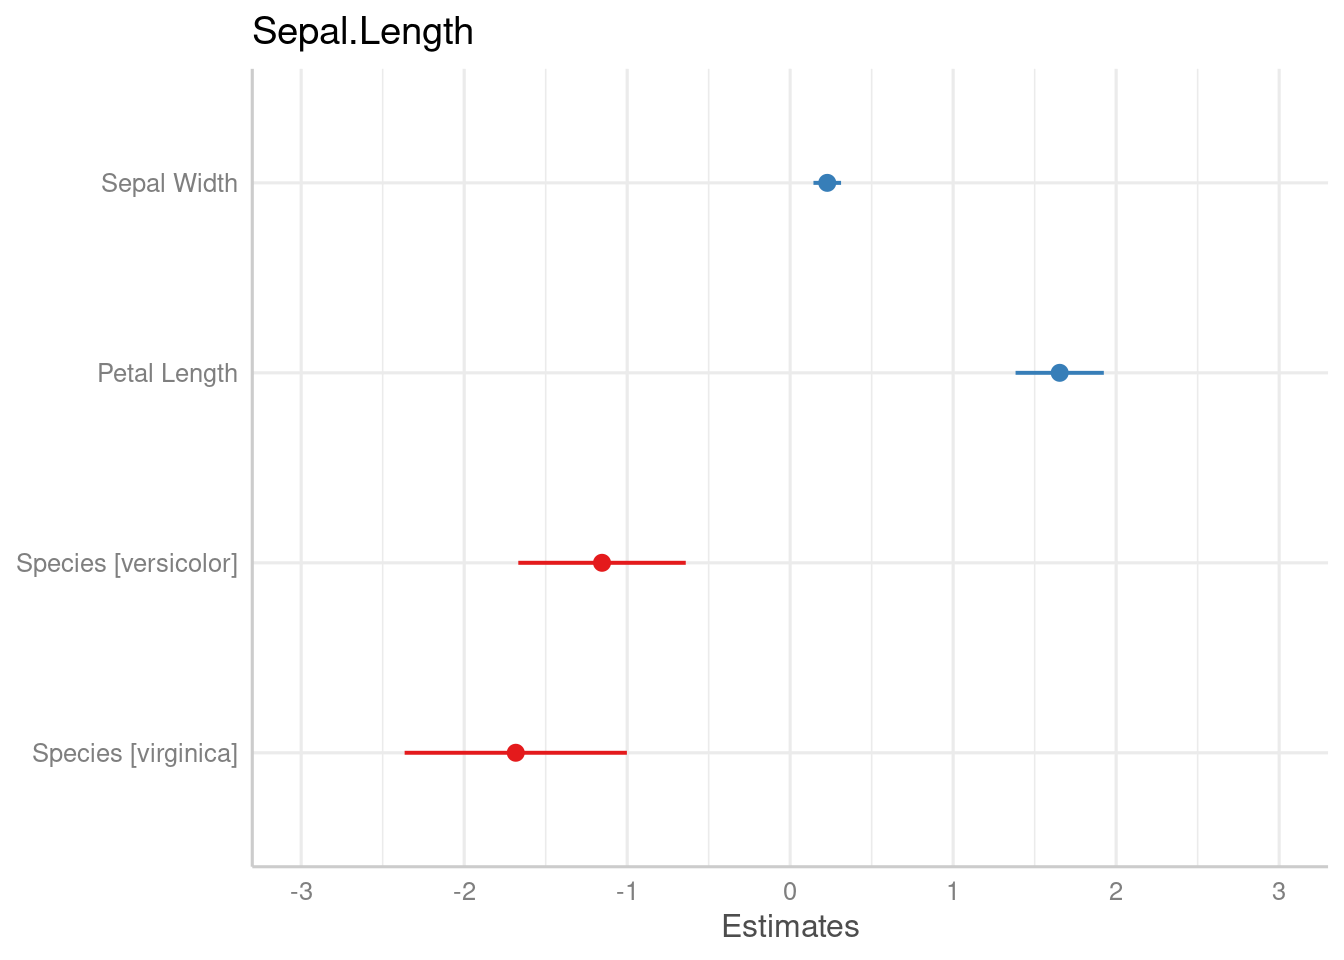 Sepal.Length
Sepal Width
Petal Length
Species [versicolor]
Species [virginica]
-3 -2 -1 0 1 2 3
Estimates